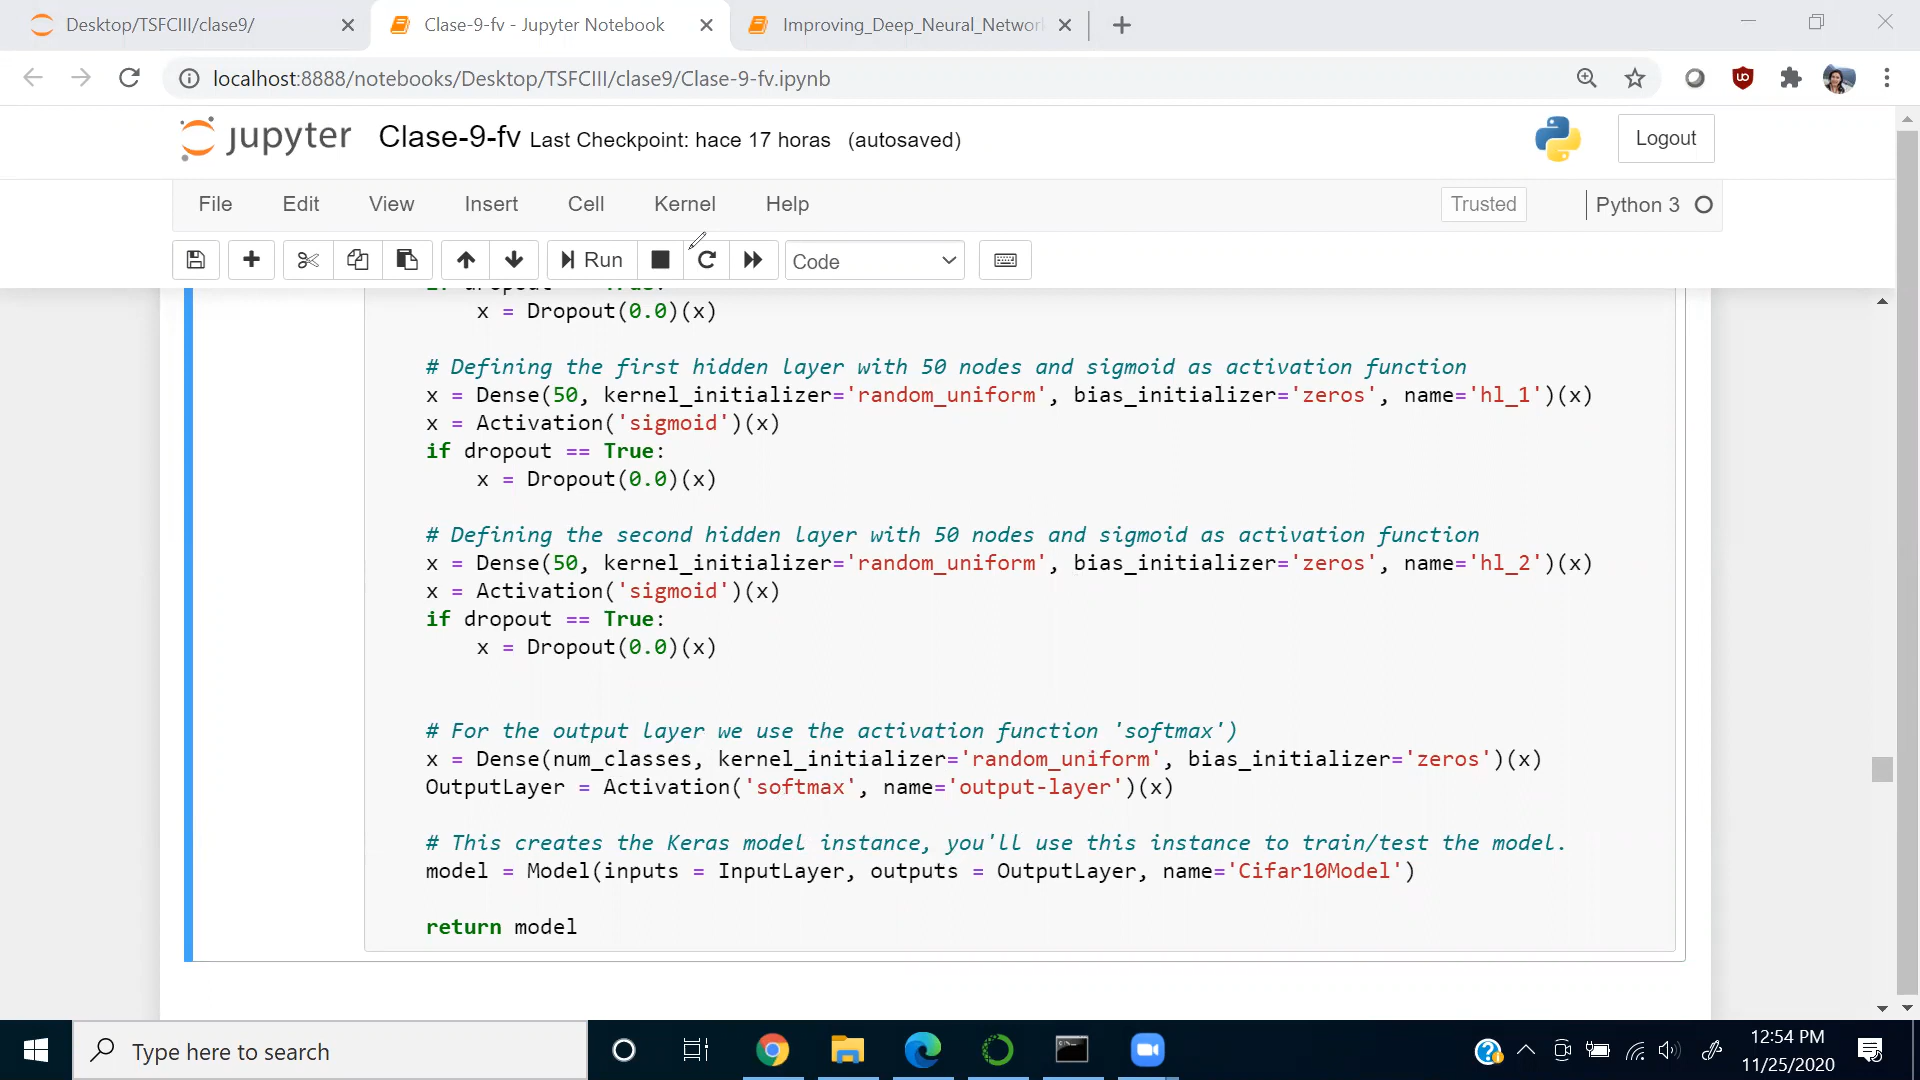 Desktop/TSFCIII/clase9/
Clase-9-fv - Jupyter Notebook
Improving_Deep_Neural_Network
localhost:8888/notebooks/Desktop/TSFCIII/clase9/Clase-9-fv.ipynb
jupyter Clase-9-fv Last Checkpoint: hace 17 horas (autosaved)
Logout
File Edit View Insert Cell Kernel Help
Trusted
Python 3
Run
Code
if dropout == True:
x = Dropout(0.0)(x)
# Defining the first hidden layer with 50 nodes and sigmoid as activation function
x = Dense(50, kernel_initializer='random_uniform', bias_initializer='zeros', name='hl_1')(x)
x = Activation('sigmoid')(x)
if dropout == True:
x = Dropout(0.0)(x)
# Defining the second hidden layer with 50 nodes and sigmoid as activation function
x = Dense(50, kernel_initializer='random_uniform', bias_initializer='zeros', name='hl_2')(x)
x = Activation('sigmoid')(x)
if dropout == True:
x = Dropout(0.0)(x)
# For the output layer we use the activation function 'softmax')
x = Dense(num_classes, kernel_initializer='random_uniform', bias_initializer='zeros')(x)
OutputLayer = Activation('softmax', name='output-layer')(x)
# This creates the Keras model instance, you'll use this instance to train/test the model.
model = Model(inputs = InputLayer, outputs = OutputLayer, name='Cifar10Model')
return model
Type here to search
12:54 PM
11/25/2020